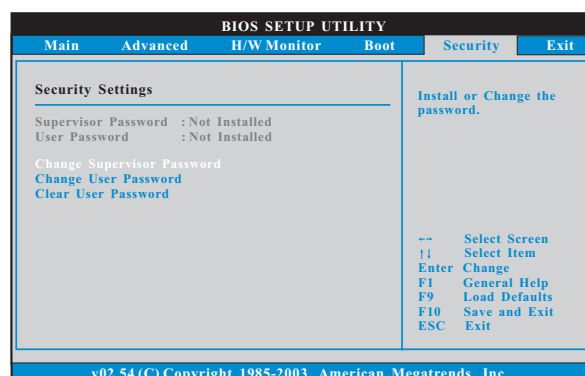 BIOS SETUP UTILITY
Main Advanced H/W Monitor Boot Security Exit
Security Settings
Supervisor Password : Not Installed
User Password : Not Installed
Change Supervisor Password
Change User Password
Clear User Password
Install or Change the
password.
←→ Select Screen
↑↓ Select Item
Enter Change
F1 General Help
F9 Load Defaults
F10 Save and Exit
ESC Exit
v02.54 (C) Copyright 1985-2003, American Megatrends, Inc.